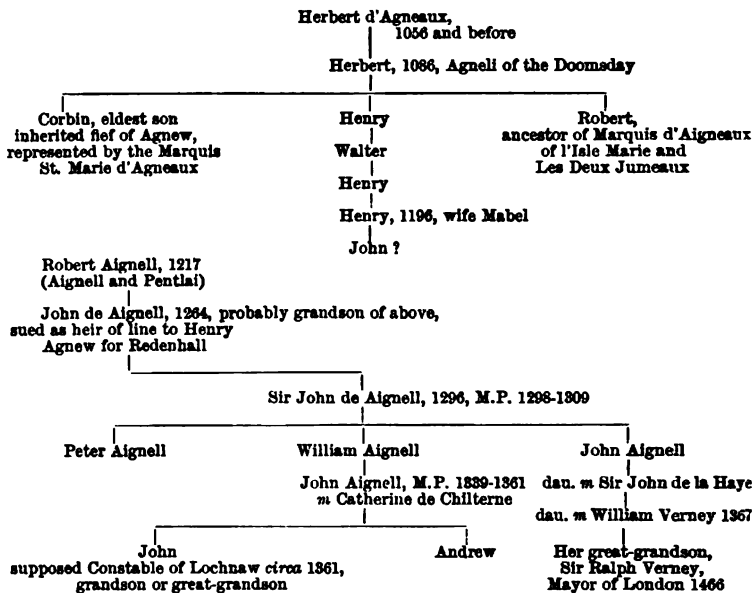 Herbert d'Agneaux,
1056 and before
Herbert, 1086, Agneli of the Doomsday
Corbin, eldest son
inherited fief of Agnew,
represented by the Marquis
St. Marie d'Agneaux
Henry
Walter
Henry
Henry, 1196, wife Mabel
John ?
Robert,
ancestor of Marquis d'Aigneaux
of l'Isle Marie and
Les Deux Jumeaux
Robert Aignell, 1217
(Aignell and Pentlai)
John de Aignell, 1264, probably grandson of above,
sued as heir of line to Henry
Agnew for Redenhall
Sir John de Aignell, 1296, M.P. 1298-1309
Peter Aignell
William Aignell
John Aignell, M.P. 1339-1361
m Catherine de Chilterne
John
supposed Constable of Lochnaw circa 1361,
grandson or great-grandson
Andrew
John Aignell
dau. m Sir John de la Haye
dau. m William Verney 1367
Her great-grandson,
Sir Ralph Verney,
Mayor of London 1466